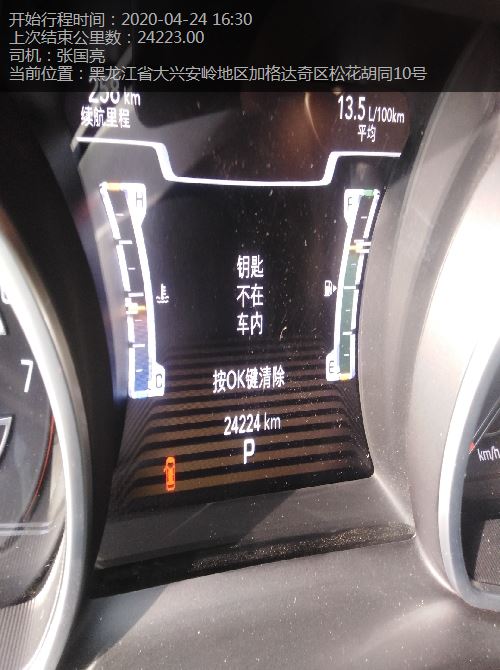 开始行程时间：2020-04-24 16:30
上次结束公里数：24223.00
司机：张国亮
当前位置：黑龙江省大兴安岭地区加格达奇区松花胡同10号
km
13.5 L/100km
续航里程
平均
H
F
钥匙
不在
车内
C
E
按OK键清除
24224 km
P
7
km/h